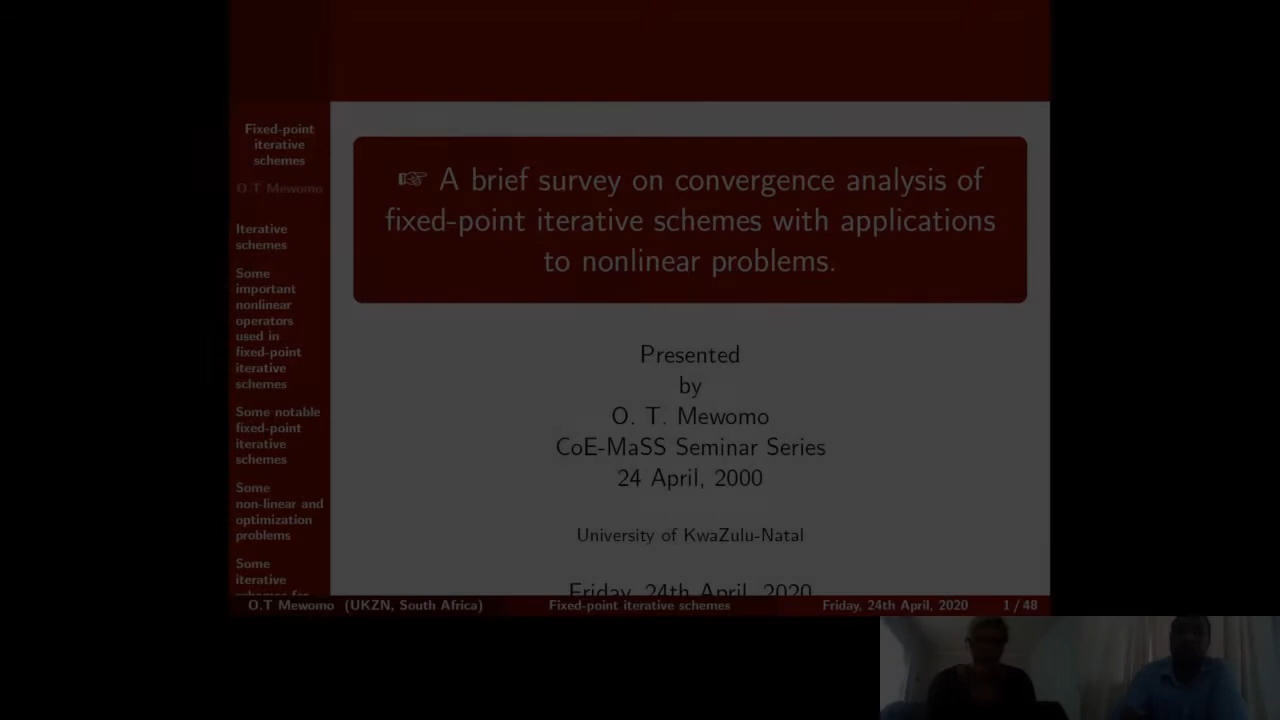 Fixed-point
iterative
schemes
O.T Mewomo
Iterative
schemes
Some
important
nonlinear
operators
used in
fixed-point
iterative
schemes
Some notable
fixed-point
iterative
schemes
Some
non-linear and
optimization
problems
Some
iterative
schemes for
☞ A brief survey on convergence analysis of
fixed-point iterative schemes with applications
to nonlinear problems.
Presented
by
O. T. Mewomo
CoE-MaSS Seminar Series
24 April, 2000
University of KwaZulu-Natal
Friday, 24th April, 2020
O.T Mewomo (UKZN, South Africa) Fixed-point iterative schemes Friday, 24th April, 2020 1 / 48